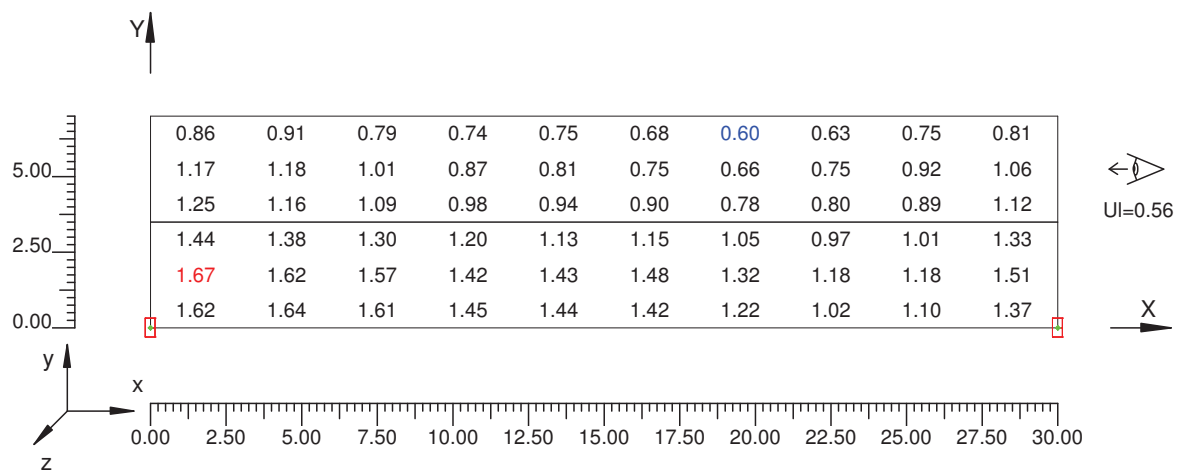 Y
0.86 0.91 0.79 0.74 0.75 0.68 0.60 0.63 0.75 0.81
5.00 1.17 1.18 1.01 0.87 0.81 0.75 0.66 0.75 0.92 1.06
1.25 1.16 1.09 0.98 0.94 0.90 0.78 0.80 0.89 1.12 Ul=0.56
2.50 1.44 1.38 1.30 1.20 1.13 1.15 1.05 0.97 1.01 1.33
1.67 1.62 1.57 1.42 1.43 1.48 1.32 1.18 1.18 1.51
0.00 1.62 1.64 1.61 1.45 1.44 1.42 1.22 1.02 1.10 1.37 X
y
x
0.00 2.50 5.00 7.50 10.00 12.50 15.00 17.50 20.00 22.50 25.00 27.50 30.00
z